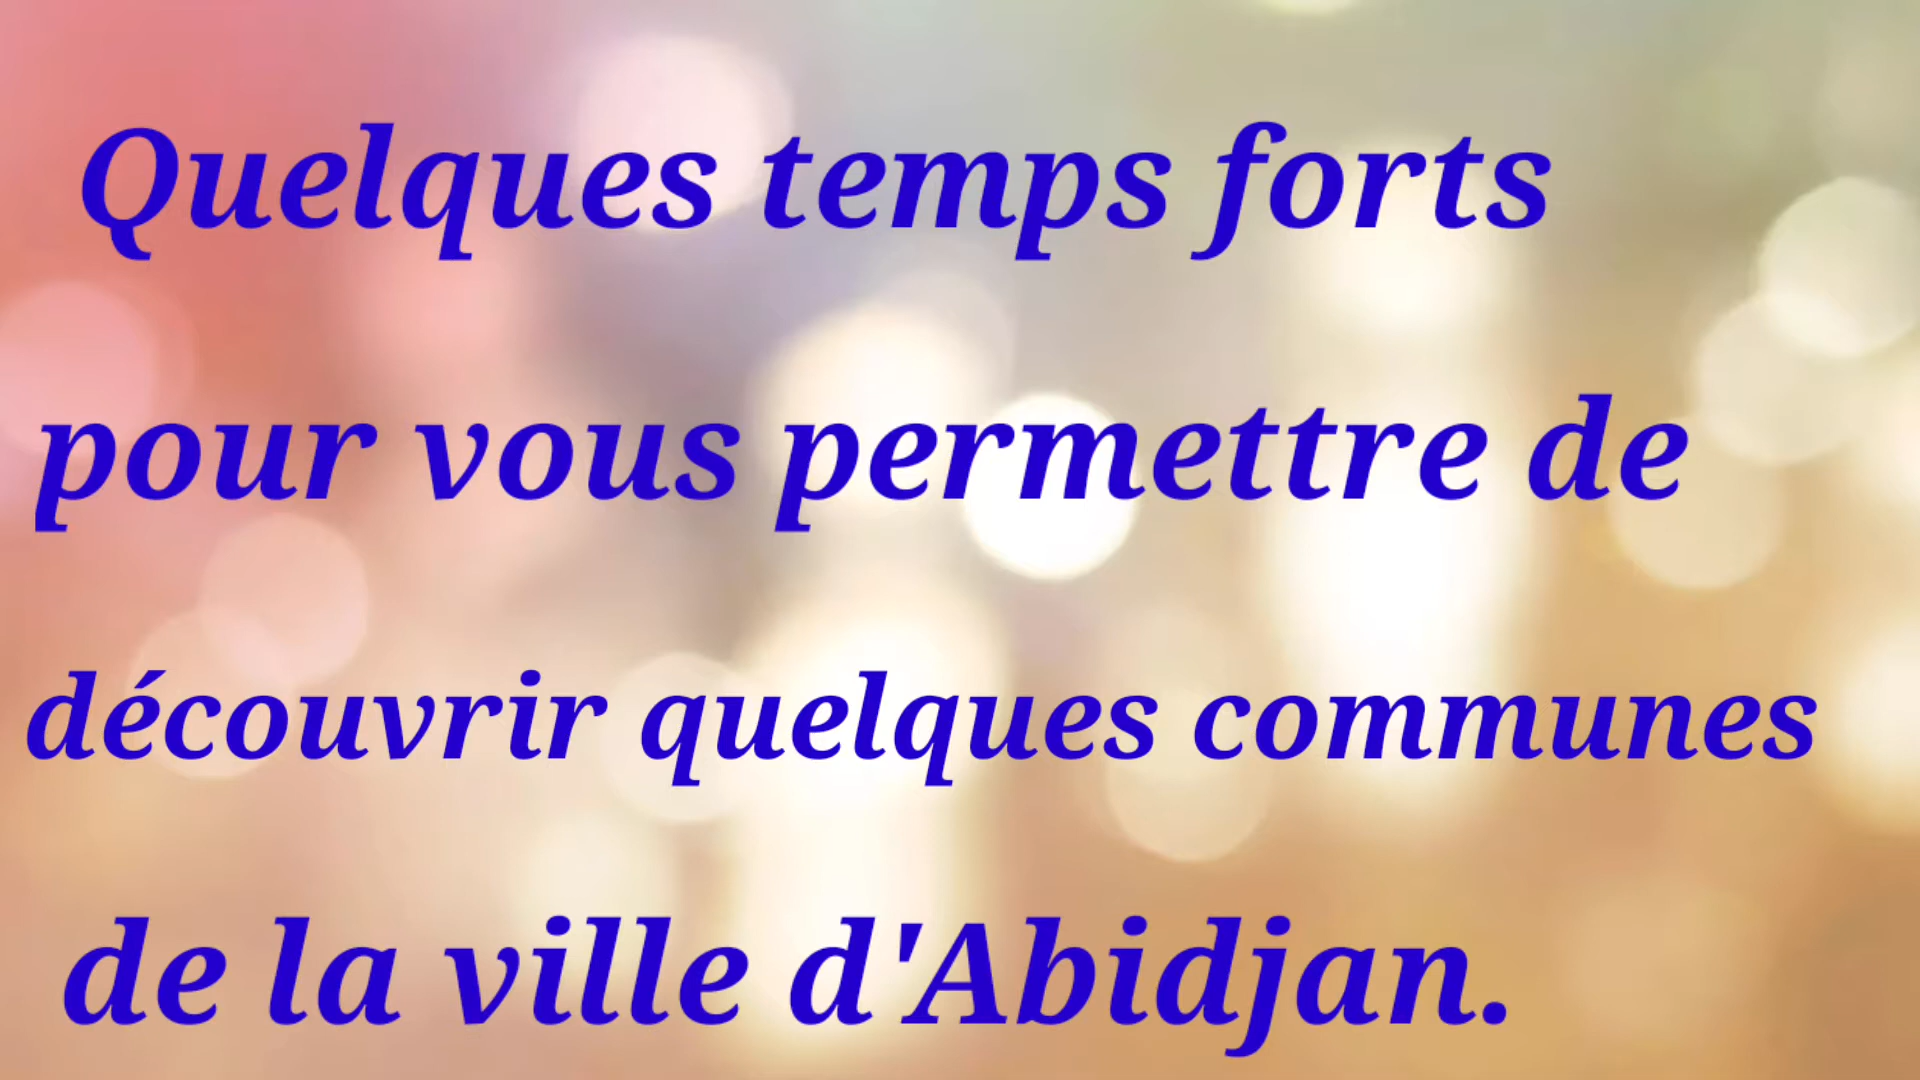 Quelques temps forts
pour vous permettre de
découvrir quelques communes
de la ville d'Abidjan.